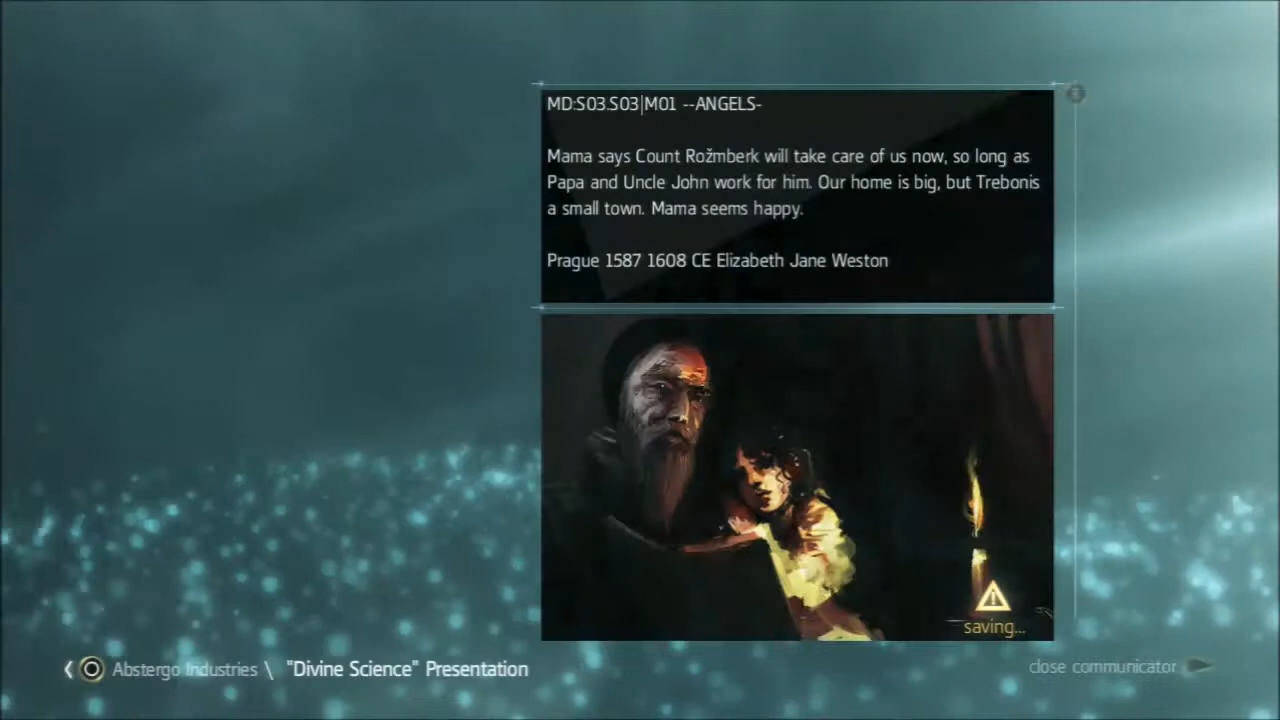 MD:S03.S03|M01 --ANGELS-
Mama says Count Rožmberk will take care of us now, so long as
Papa and Uncle John work for him. Our home is big, but Trebonis
a small town. Mama seems happy.
Prague 1587 1608 CE Elizabeth Jane Weston
saving...
Abstergo Industries \ "Divine Science" Presentation
close communicator